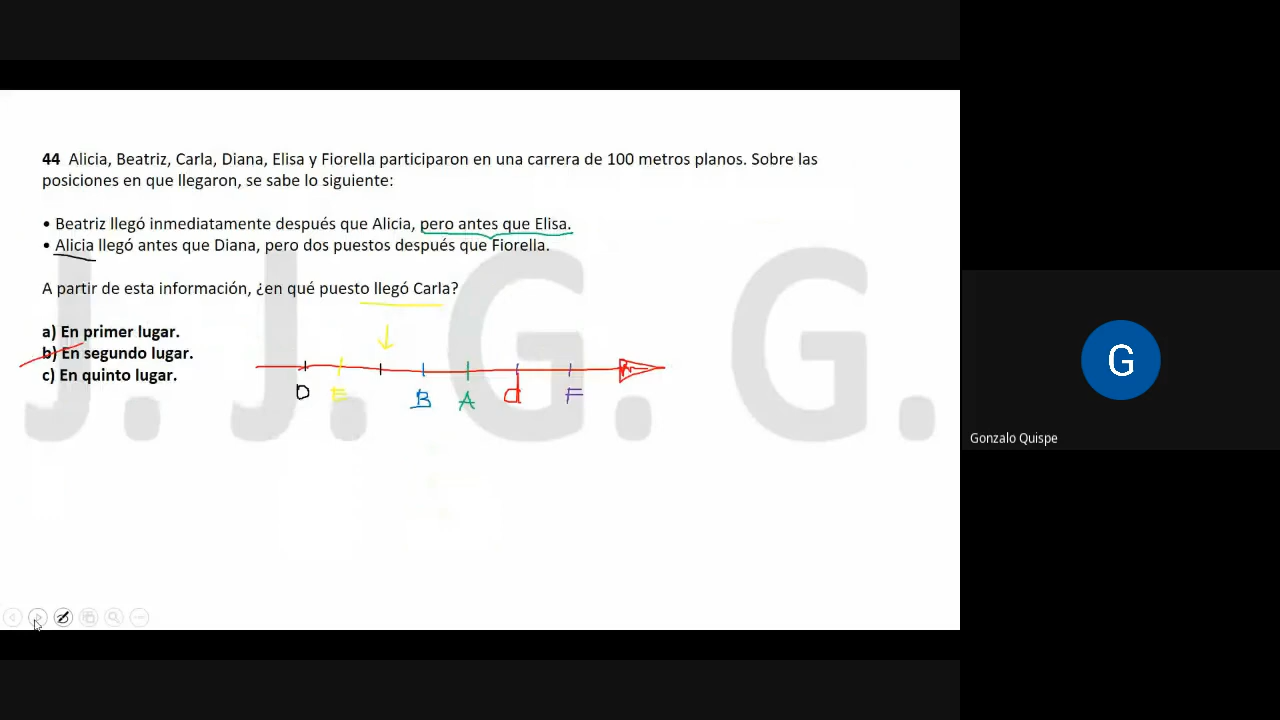 44 Alicia, Beatriz, Carla, Diana, Elisa y Fiorella participaron en una carrera de 100 metros planos. Sobre las
posiciones en que llegaron, se sabe lo siguiente:
• Beatriz llegó inmediatamente después que Alicia, pero antes que Elisa.
• Alicia llegó antes que Diana, pero dos puestos después que Fiorella.
A partir de esta información, ¿en qué puesto llegó Carla?
a) En primer lugar.
b) En segundo lugar.
c) En quinto lugar.
D E B A d F
J. J. G. G.
G
Gonzalo Quispe